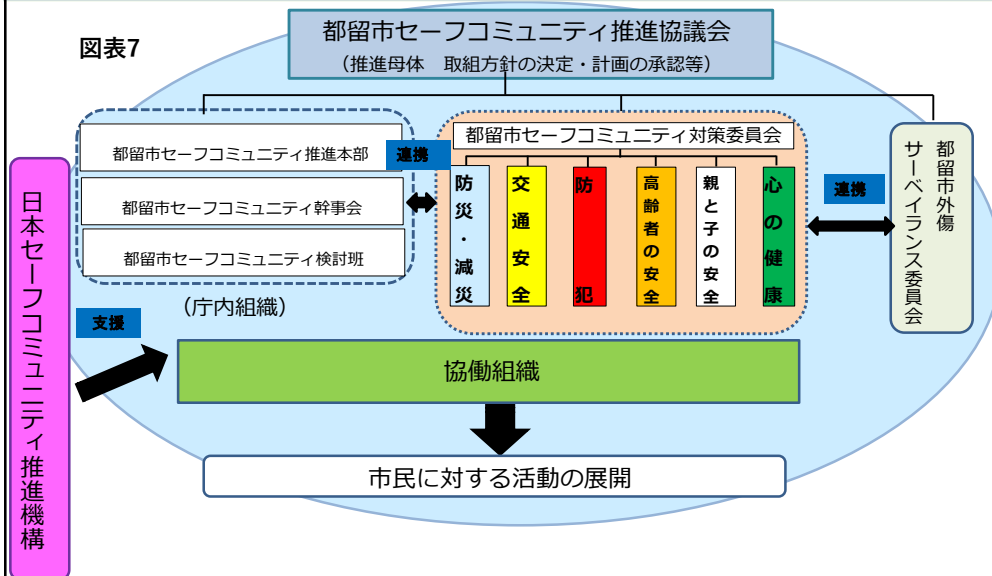 図表7
都留市セーフコミュニティ推進協議会
（推進母体　取組方針の決定・計画の承認等）
都留市セーフコミュニティ推進本部
都留市セーフコミュニティ幹事会
都留市セーフコミュニティ検討班
（庁内組織）
連携
都留市セーフコミュニティ対策委員会
防災・減災
交通安全
防犯
高齢者の安全
親と子の安全
心の健康
連携
都留市外傷
サーベイランス委員会
日本セーフコミュニティ推進機構
支援
協働組織
市民に対する活動の展開